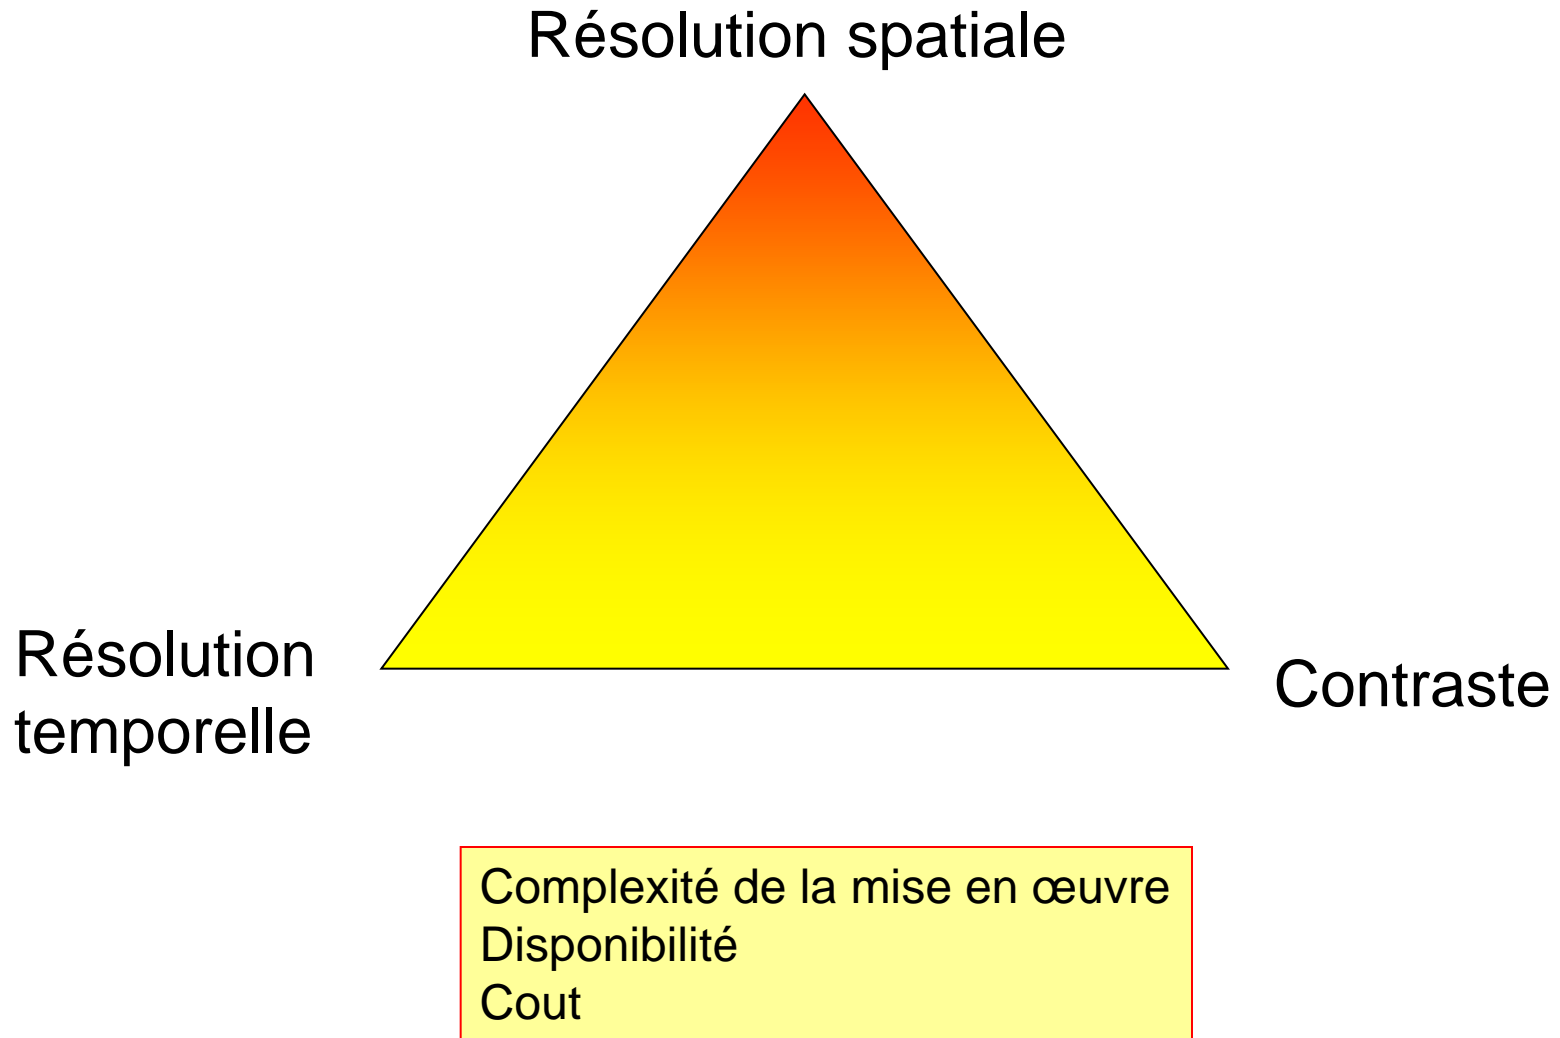 Résolution spatiale
Résolution
temporelle
Contraste
Complexité de la mise en œuvre
Disponibilité
Cout